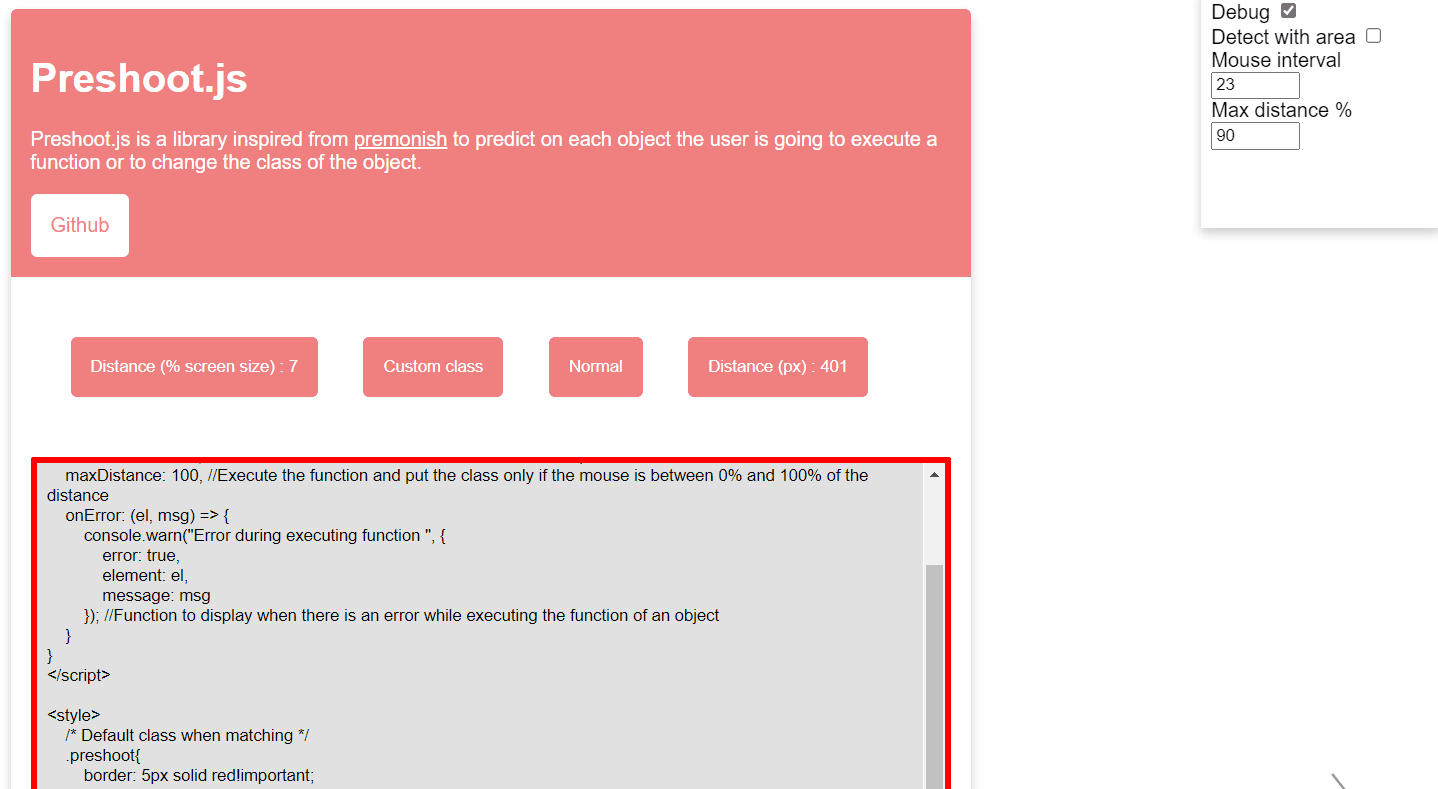 Preshoot.js
Preshoot.js is a library inspired from premonish to predict on each object the user is going to execute a
function or to change the class of the object.
Github
Debug
Detect with area
Mouse interval
23
Max distance %
90
Distance (% screen size) : 7
Custom class
Normal
Distance (px) : 401
maxDistance: 100, //Execute the function and put the class only if the mouse is between 0% and 100% of the
distance
onError: (el, msg) => {
console.warn("Error during executing function ", {
error: true,
element: el,
message: msg
}); //Function to display when there is an error while executing the function of an object
}
}
</script>
<style>
/* Default class when matching */
.preshoot{
border: 5px solid red!important;